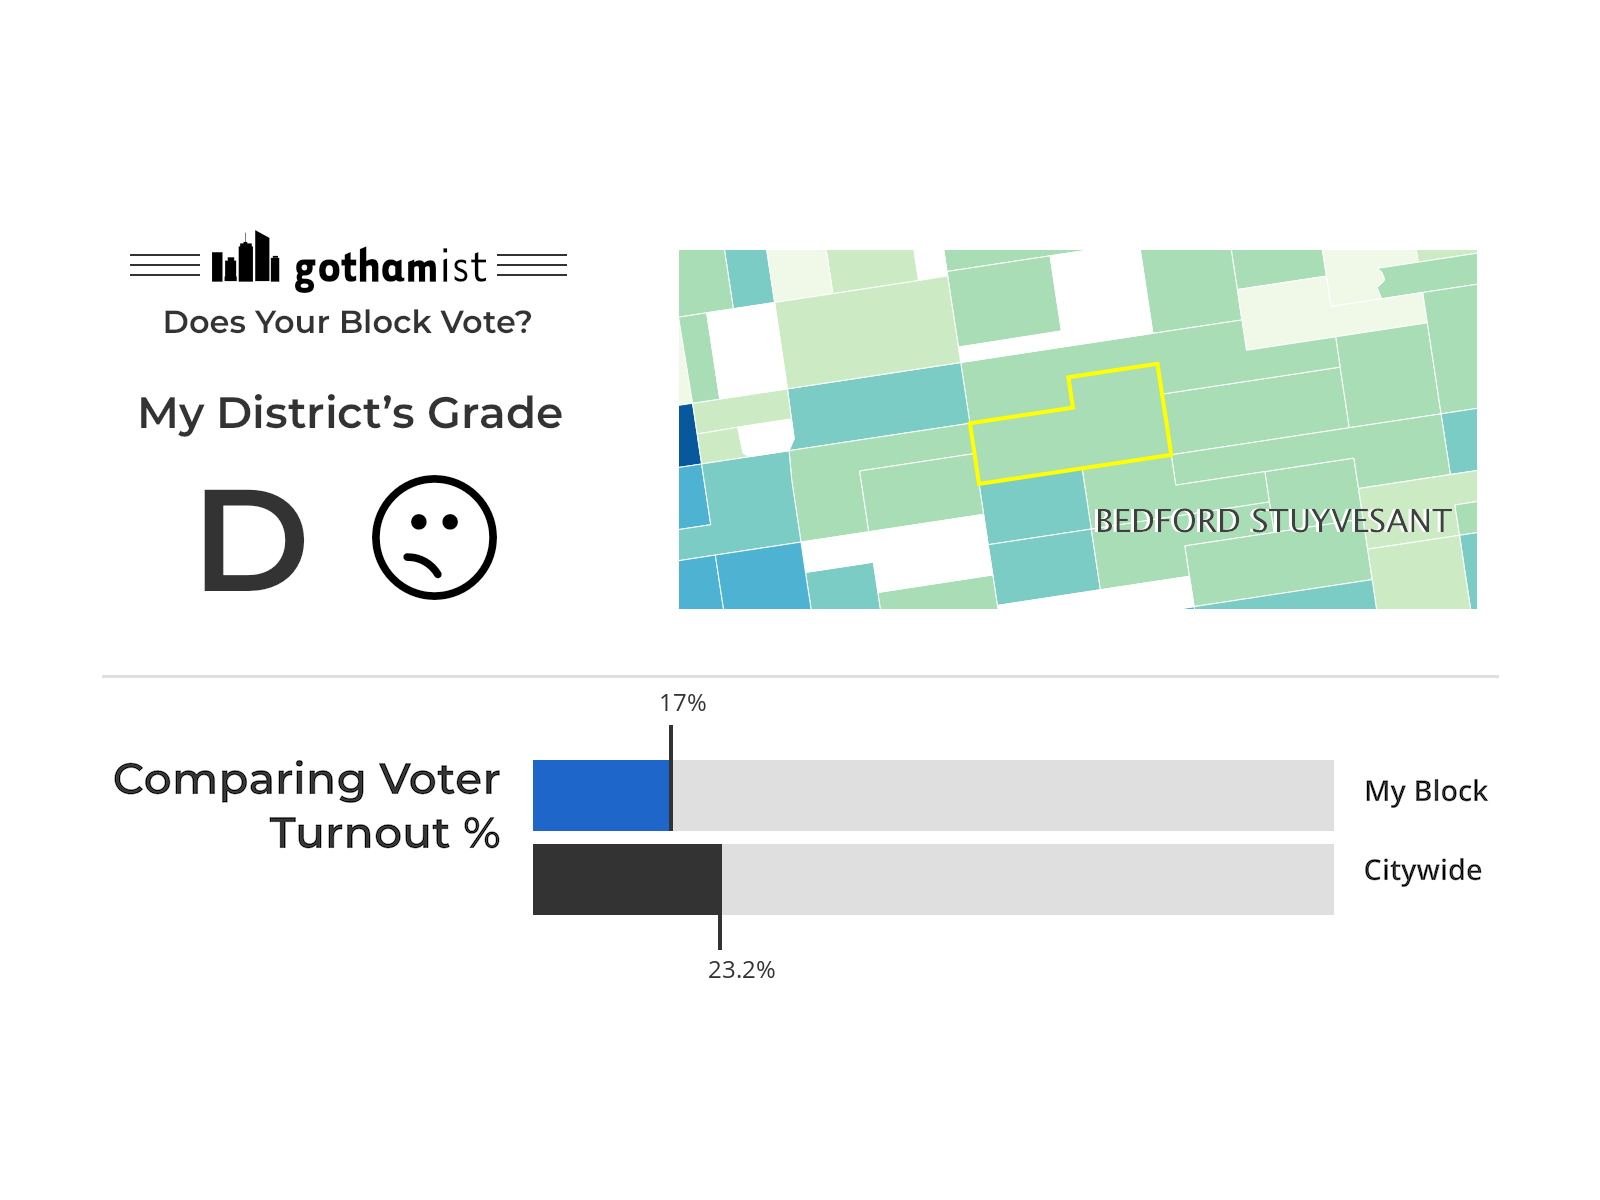 gothamist
Does Your Block Vote?
My District’s Grade
D
BEDFORD STUYVESANT
17%
Comparing Voter
Turnout %
My Block
Citywide
23.2%